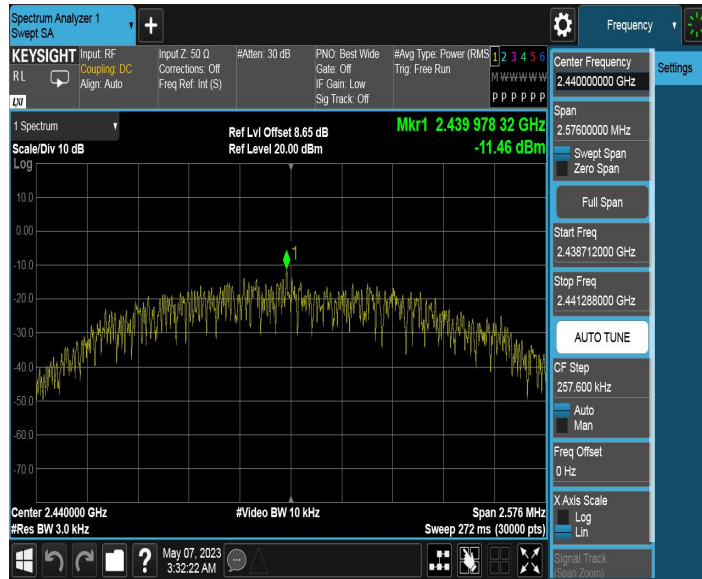 Spectrum Analyzer 1
Swept SA
+
Frequency
KEYSIGHT
RL
LXI
Input: RF
Coupling: DC
Align: Auto
Input Z: 50 Ω
Corrections: Off
Freq Ref: Int (S)
#Atten: 30 dB
PNO: Best Wide
Gate: Off
IF Gain: Low
Sig Track: Off
#Avg Type: Power (RMS
Trig: Free Run
1 2 3 4 5 6
M W W W W W
P P P P P P
1 Spectrum
Scale/Div 10 dB
Ref Lvl Offset 8.65 dB
Ref Level 20.00 dBm
Mkr1 2.439 978 32 GHz
-11.46 dBm
Log
10.0
0.00
-10.0
-20.0
-30.0
-40.0
-50.0
-60.0
-70.0
1
Center 2.440000 GHz
#Res BW 3.0 kHz
#Video BW 10 kHz
Span 2.576 MHz
Sweep 272 ms (30000 pts)
Center Frequency
2.440000000 GHz
Settings
Span
2.57600000 MHz
Swept Span
Zero Span
Full Span
Start Freq
2.438712000 GHz
Stop Freq
2.441288000 GHz
AUTO TUNE
CF Step
257.600 kHz
Auto
Man
Freq Offset
0 Hz
X Axis Scale
Log
Lin
Signal Track
(Span Zoom)
?
May 07, 2023
3:32:22 AM